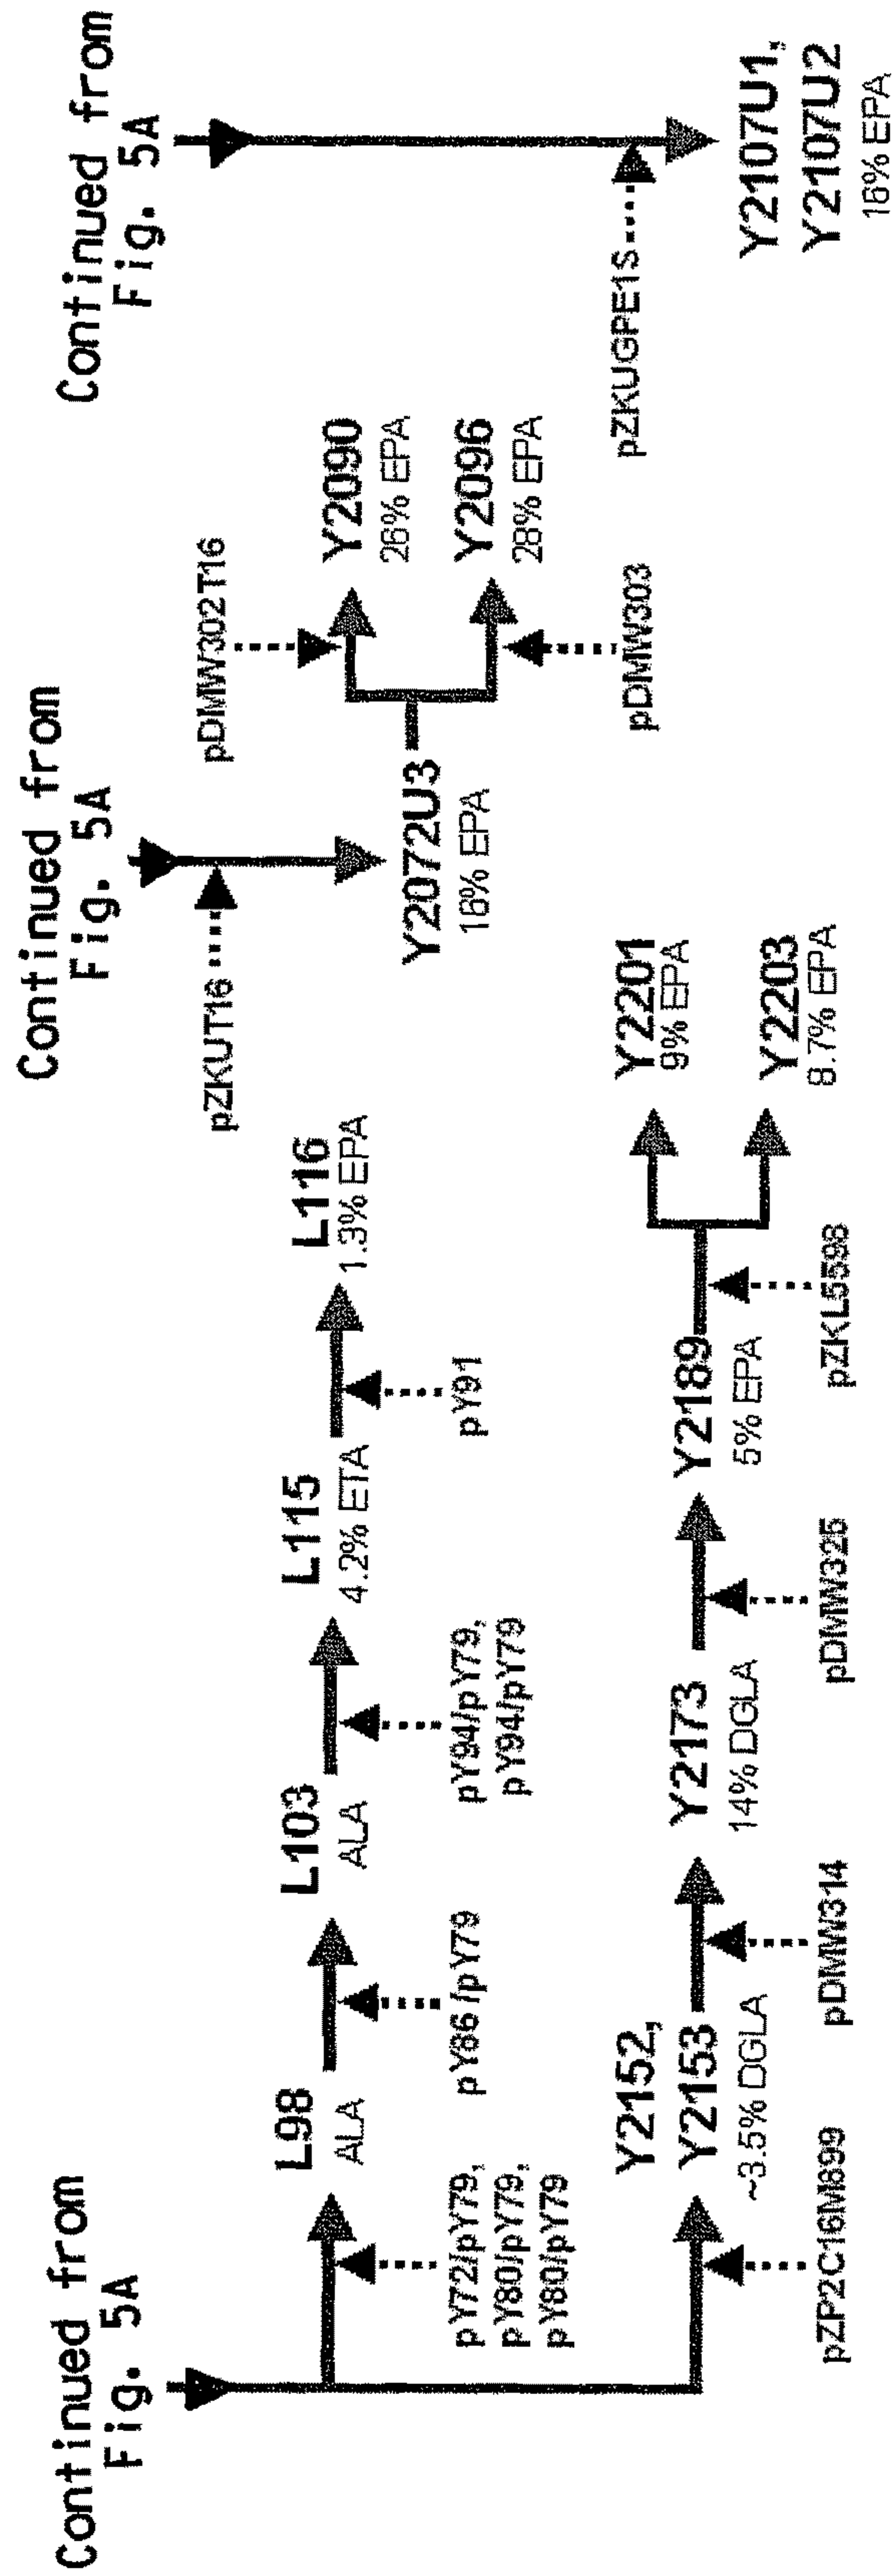 Continued from
Fig. 5A
L98
ALA
L103
ALA
L115
4.2% ETA
L116
1.3% EPA
pY72/pY79,
pY80/pY79,
pY80/pY79
pY86/pY79
pY94/pY79,
pY94/pY79
pY91
Y2152,
Y2153
~3.5% DGLA
Y2173
14% DGLA
Y2189
5% EPA
Y2201
9% EPA
Y2203
8.7% EPA
pZP2C16M899
pDMW314
pDMW325
pZKL5598
Continued from
Fig. 5A
pZKUT16
Y2072U3
16% EPA
pDMW302T16
Y2090
26% EPA
Y2096
28% EPA
pDMW303
Continued from
Fig. 5A
pZKUGPE1S
Y2107U1,
Y2107U2
16% EPA